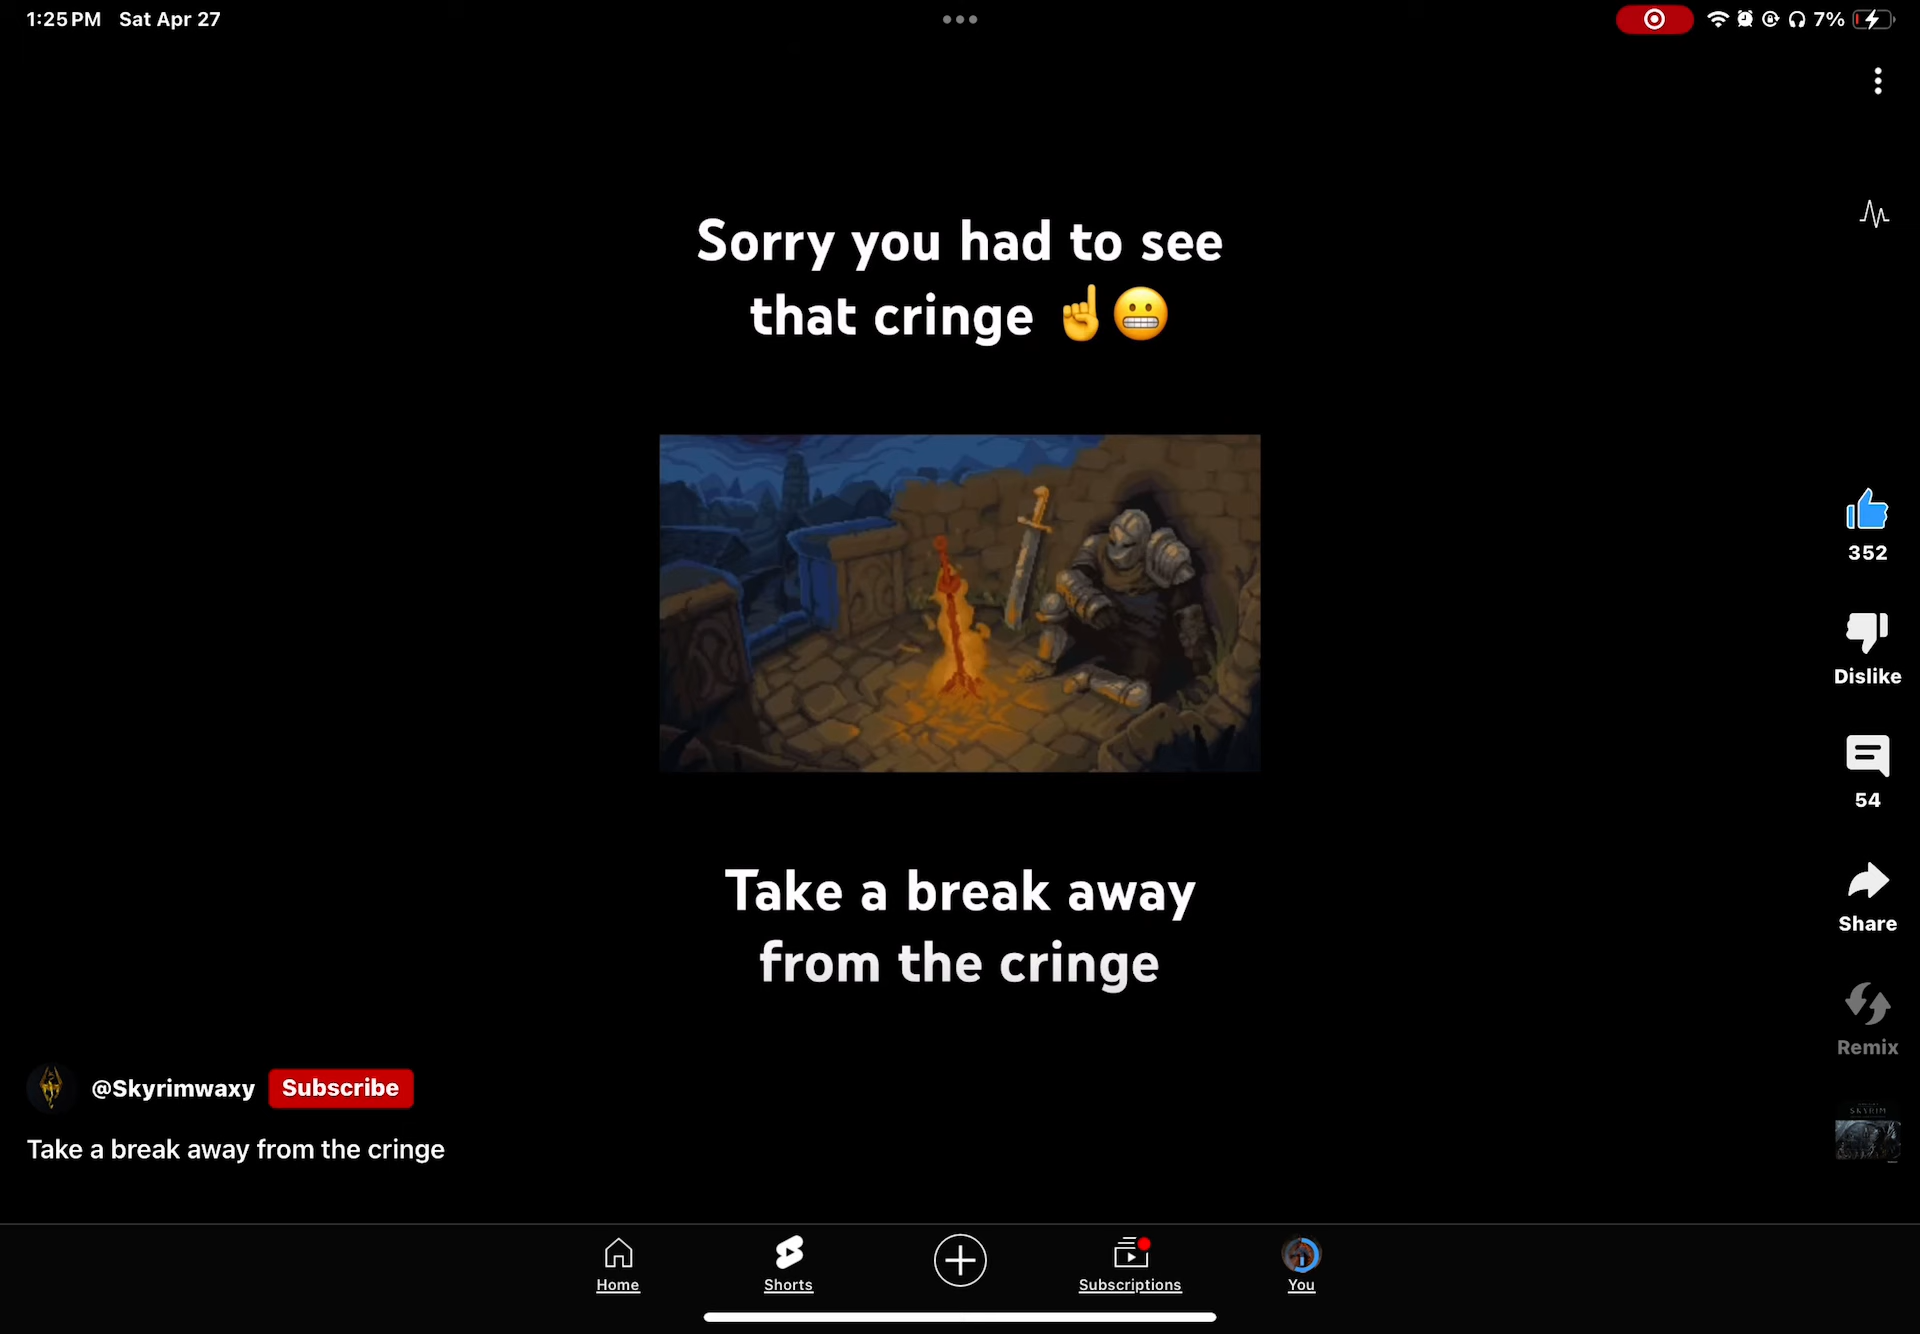 1:25 PM Sat Apr 27
7%
Sorry you had to see
that cringe ☝️😬
Take a break away
from the cringe
352
Dislike
54
Share
Remix
SKYRIM
@Skyrimwaxy
Subscribe
Take a break away from the cringe
Home
Shorts
Subscriptions
You